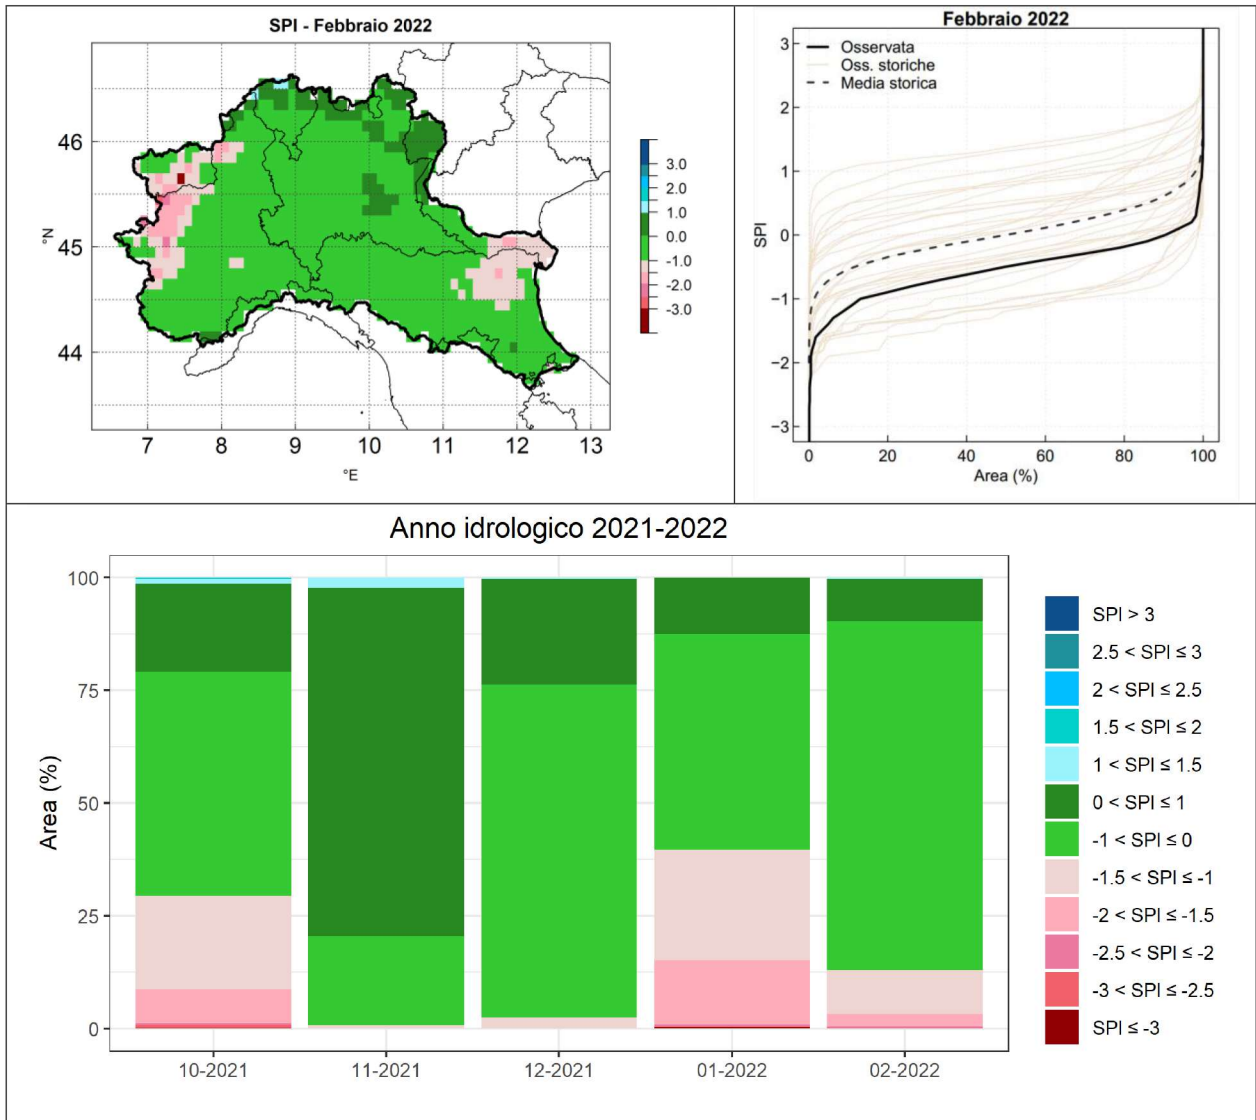 SPI - Febbraio 2022
46
45
44
°N
7
8
9
10
11
12
13
°E
3.0
2.0
1.0
0.0
-1.0
-2.0
-3.0
Febbraio 2022
Osservata
Oss. storiche
Media storica
3
2
1
0
−1
−2
−3
SPI
0
20
40
60
80
100
Area (%)
Anno idrologico 2021-2022
100
75
50
25
0
Area (%)
10-2021
11-2021
12-2021
01-2022
02-2022
SPI > 3
2.5 < SPI ≤ 3
2 < SPI ≤ 2.5
1.5 < SPI ≤ 2
1 < SPI ≤ 1.5
0 < SPI ≤ 1
-1 < SPI ≤ 0
-1.5 < SPI ≤ -1
-2 < SPI ≤ -1.5
-2.5 < SPI ≤ -2
-3 < SPI ≤ -2.5
SPI ≤ -3